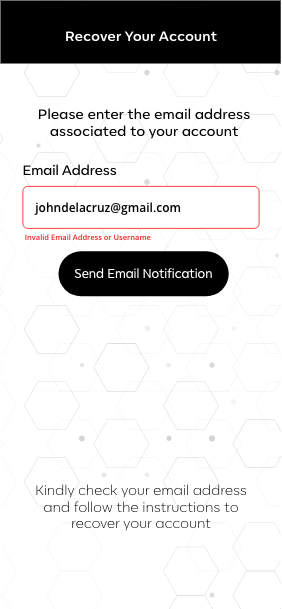 Recover Your Account
Please enter the email address
associated to your account
Email Address
johndelacruz@gmail.com
Invalid Email Address or Username
Send Email Notification
Kindly check your email address
and follow the instructions to
recover your account